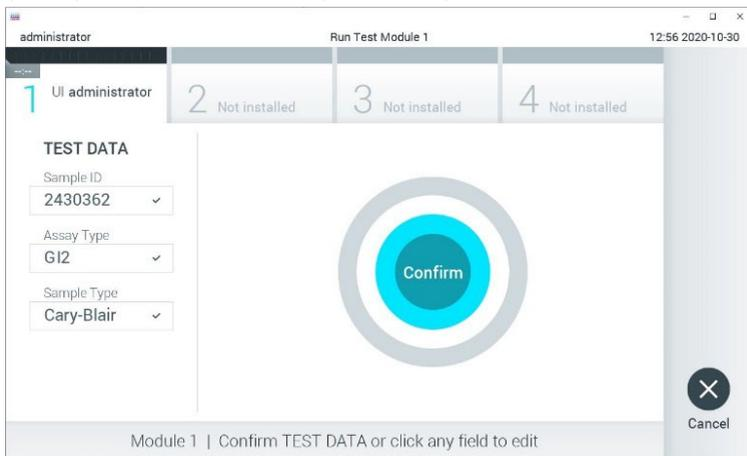 administrator Run Test Module 1 12:56 2020-10-30
--:--
1 UI administrator 2 Not installed 3 Not installed 4 Not installed
TEST DATA
Sample ID
2430362
Assay Type
GI2
Sample Type
Cary-Blair
Confirm
Cancel
Module 1 | Confirm TEST DATA or click any field to edit